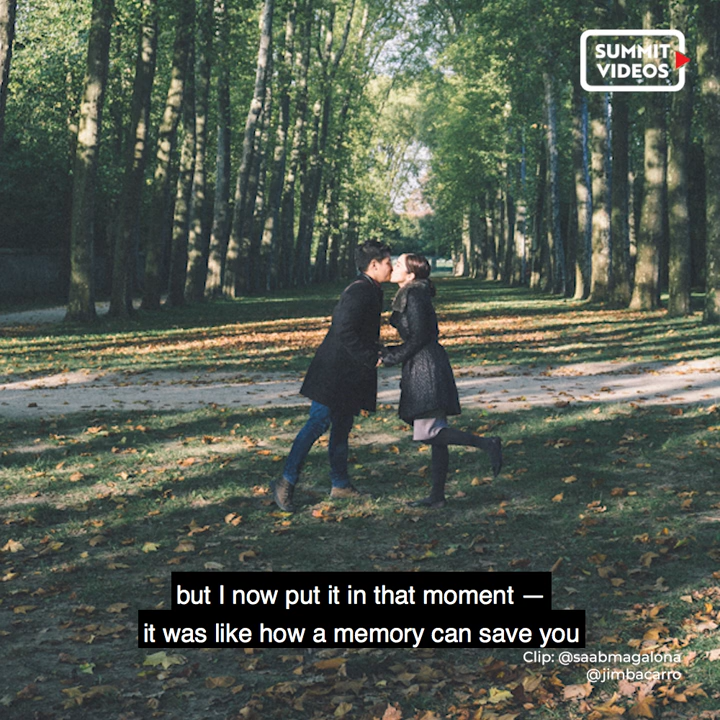 SUMMIT
VIDEOS
but I now put it in that moment —
it was like how a memory can save you
Clip: @saabmagalona
@jimbacarro